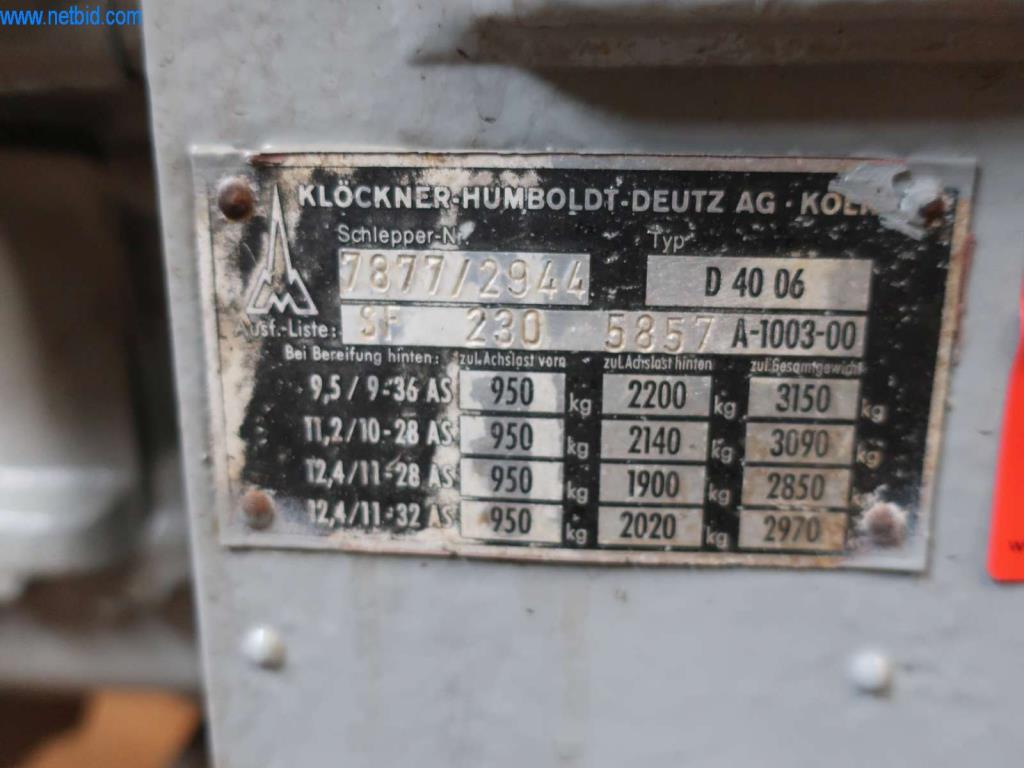 www.netbid.com
KLÖCKNER-HUMBOLDT-DEUTZ AG · KÖLN
Schlepper-Nr. Typ
7877/2944 D 40 06
Ausf.-Liste: SF 230 5857 A-1003-00
Bei Bereifung hinten: zul.Achslast vorn zul.Achslast hinten zul.Gesamtgewicht
9,5/9-36 AS 950 kg 2200 kg 3150 kg
11,2/10-28 AS 950 kg 2140 kg 3090 kg
12,4/11-28 AS 950 kg 1900 kg 2850 kg
12,4/11-32 AS 950 kg 2020 kg 2970